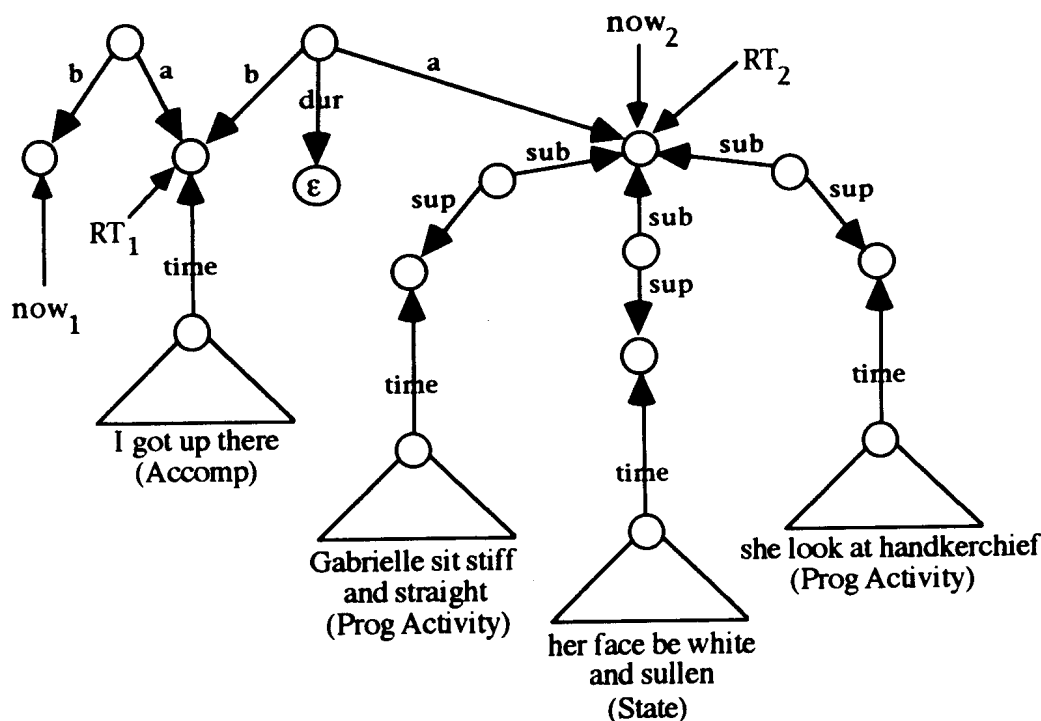 now₂
RT₂
b
a
b
dur
a
ε
sub
sup
sub
sup
sub
sup
RT₁
time
now₁
time
time
time
I got up there
(Accomp)
Gabrielle sit stiff
and straight
(Prog Activity)
her face be white
and sullen
(State)
she look at handkerchief
(Prog Activity)